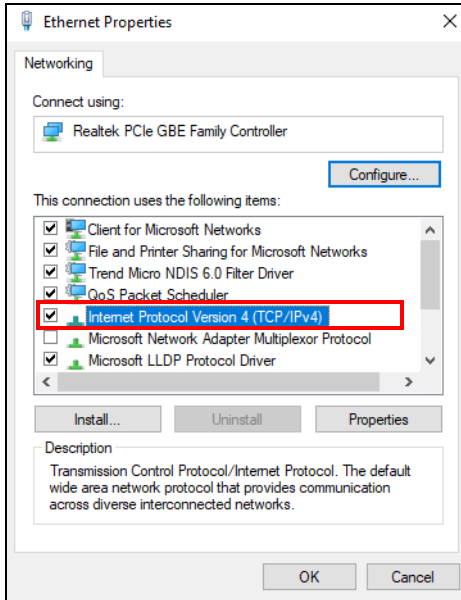 Ethernet Properties
Networking
Connect using:
Realtek PCIe GBE Family Controller
Configure...
This connection uses the following items:
Client for Microsoft Networks
File and Printer Sharing for Microsoft Networks
Trend Micro NDIS 6.0 Filter Driver
QoS Packet Scheduler
Internet Protocol Version 4 (TCP/IPv4)
Microsoft Network Adapter Multiplexor Protocol
Microsoft LLDP Protocol Driver
Install...
Uninstall
Properties
Description
Transmission Control Protocol/Internet Protocol. The default
wide area network protocol that provides communication
across diverse interconnected networks.
OK
Cancel